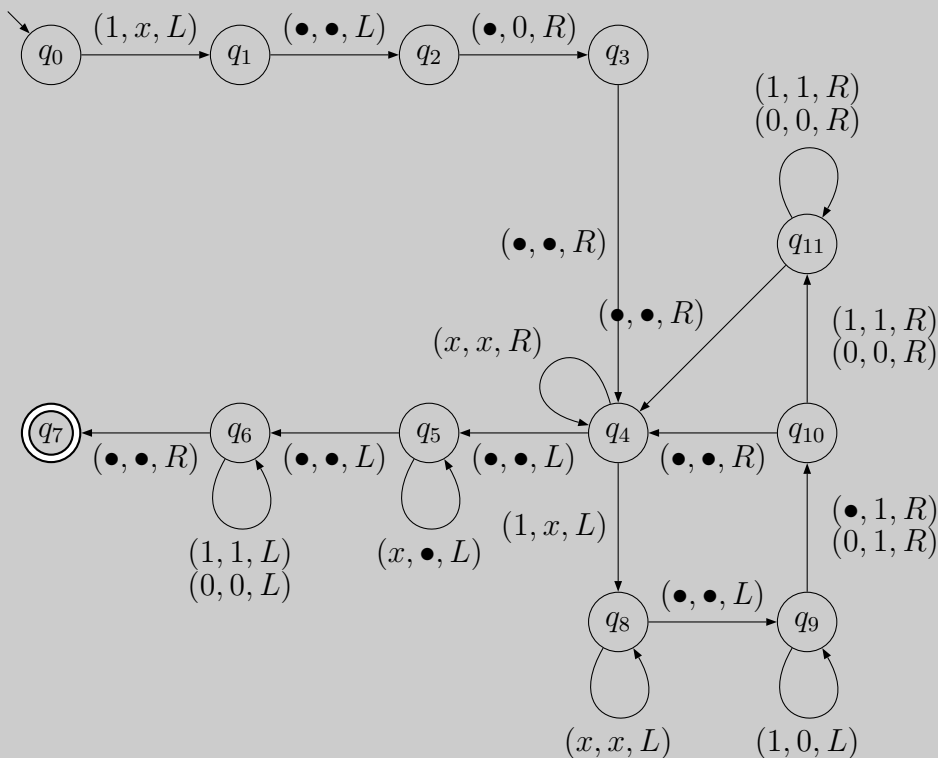 (1, x, L) (●, ●, L) (●, 0, R)
q₀ q₁ q₂ q₃
(1, 1, R)
(0, 0, R)
(●, ●, R) q₁₁
(●, ●, R)
(x, x, R) (1, 1, R)
(0, 0, R)
q₇ q₆ q₅ q₄ q₁₀
(●, ●, R) (●, ●, L) (●, ●, L) (●, ●, R)
(1, x, L) (●, 1, R)
(1, 1, L) (x, ●, L) (0, 1, R)
(0, 0, L)
(●, ●, L)
q₈ q₉
(x, x, L) (1, 0, L)